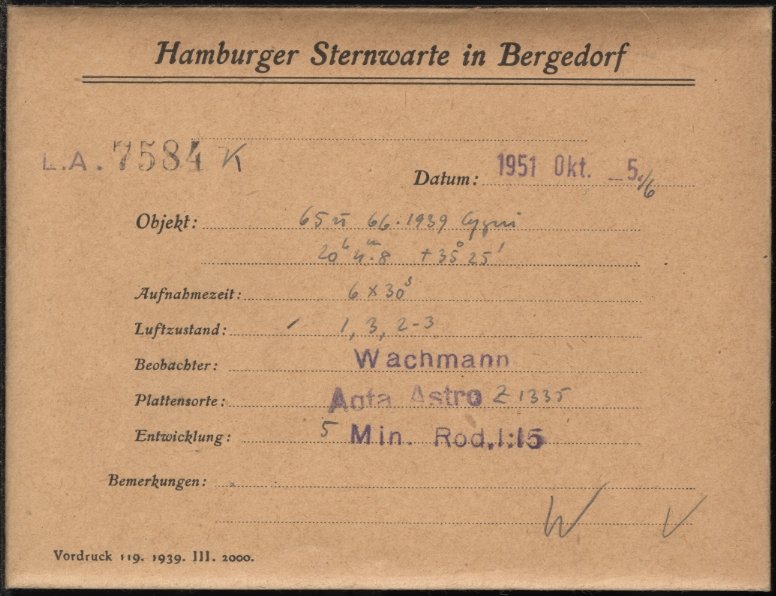 Hamburger Sternwarte in Bergedorf
L.A. 7584 K
Datum: 1951 Okt. _5./6
Objekt: 65 u 66.1939 Cygni
20ʰ 4ᵐ.8 +35° 25'
Aufnahmezeit: 6 x 30ˢ
Luftzustand: 1, 3, 2-3
Beobachter: Wachmann
Plattensorte: Agfa Astro Z 1335
Entwicklung: 5 Min. Rod. 1:15
Bemerkungen:
W V
Vordruck 119. 1939. III. 2000.